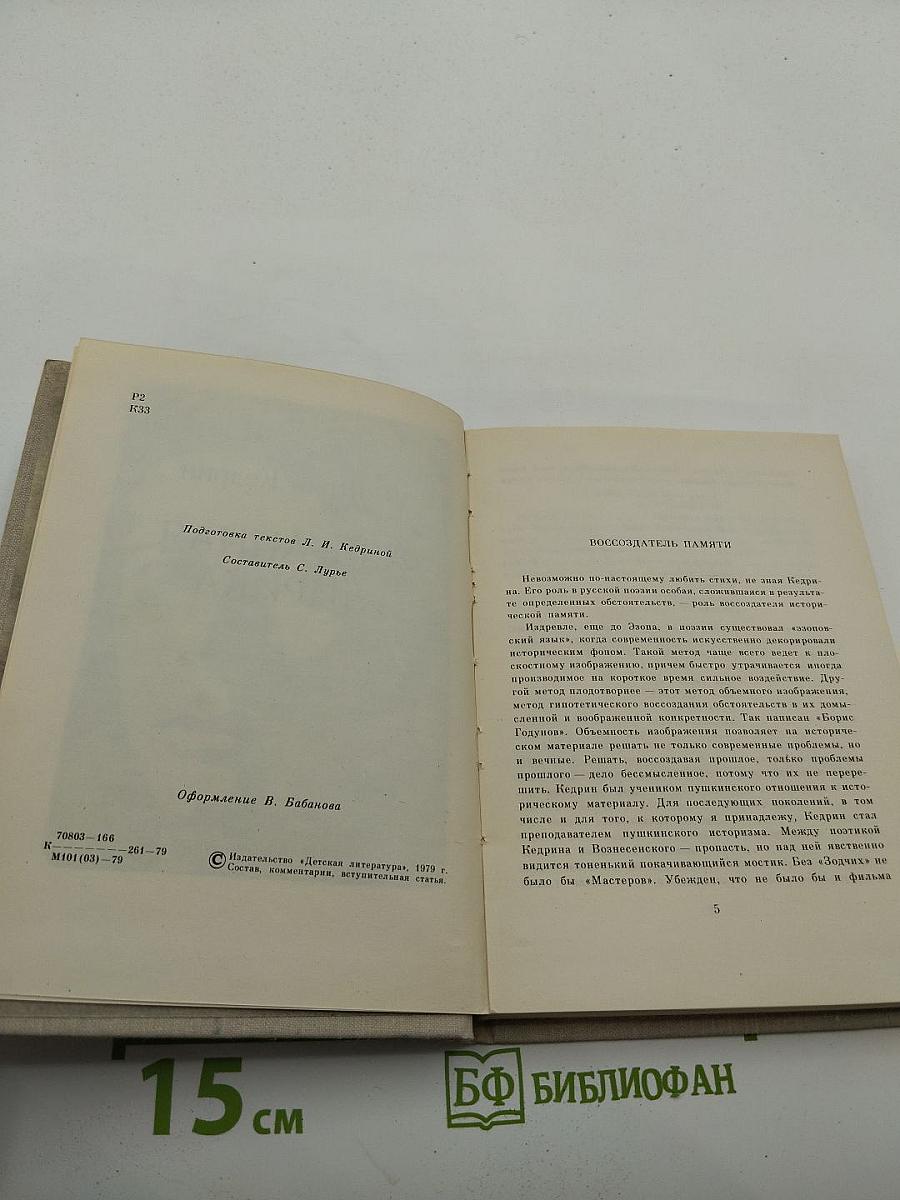 Р2
К33
Подготовка текстов Л. И. Кедриной
Составитель С. Лурье
Оформление В. Бабанова
70803—166
К——————261—79
М101(03)—79
© Издательство «Детская литература», 1979 г.
Состав, комментарии, вступительная статья.
ВОССОЗДАТЕЛЬ ПАМЯТИ
Невозможно по-настоящему любить стихи, не зная Кедри-
на. Его роль в русской поэзии особая, сложившаяся в результа-
те определенных обстоятельств, — роль воссоздателя истори-
ческой памяти.
Издревле, еще до Эзопа, в поэзии существовал «эзопов-
ский язык», когда современность искусственно декорировали
историческим фоном. Такой метод чаще всего ведет к пло-
скостному изображению, причем быстро утрачивается иногда
производимое на короткое время сильное воздействие. Дру-
гой метод плодотворнее — этот метод объемного изображения,
метод гипотетического воссоздания обстоятельств в их домы-
сленной и воображенной конкретности. Так написан «Борис
Годунов». Объемность изображения позволяет на историче-
ском материале решать не только современные проблемы, но
и вечные. Решать, воссоздавая прошлое, только проблемы
прошлого — дело бессмысленное, потому что их не перере-
шить. Кедрин был учеником пушкинского отношения к исто-
рическому материалу. Для последующих поколений, в том
числе и для того, к которому я принадлежу, Кедрин стал
преподавателем пушкинского историзма. Между поэтикой
Кедрина и Вознесенского — пропасть, но над ней явственно
видится тоненький покачивающийся мостик. Без «Зодчих» не
было бы «Мастеров». Убежден, что не было бы и фильма
5
15 см
БФ БИБЛИОФАН